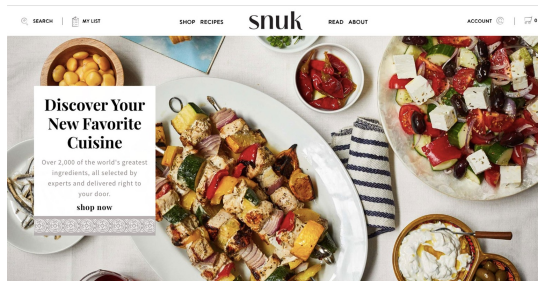 SEARCH | MY LIST SHOP RECIPES snuk READ ABOUT ACCOUNT | 0
Discover Your
New Favorite
Cuisine
Over 2,000 of the world's greatest
ingredients, all selected by
experts and delivered right to
your door.
shop now